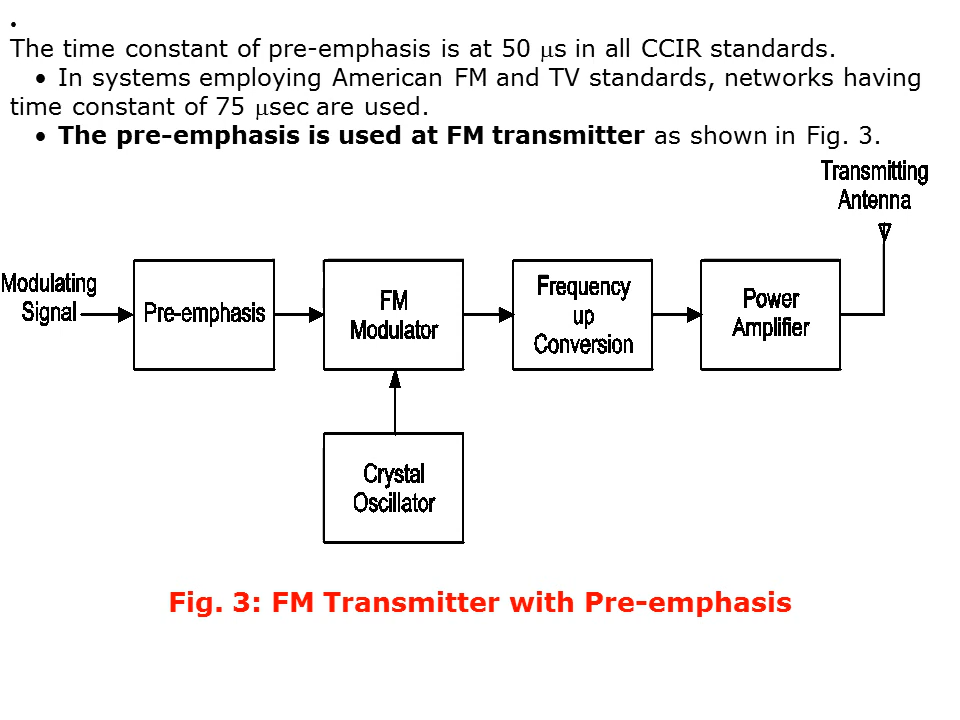 •
The time constant of pre-emphasis is at 50 μs in all CCIR standards.
• In systems employing American FM and TV standards, networks having
time constant of 75 μsec are used.
• The pre-emphasis is used at FM transmitter as shown in Fig. 3.
Transmitting
Antenna
Modulating
Signal
Pre-emphasis
FM
Modulator
Frequency
up
Conversion
Power
Amplifier
Crystal
Oscillator
Fig. 3: FM Transmitter with Pre-emphasis